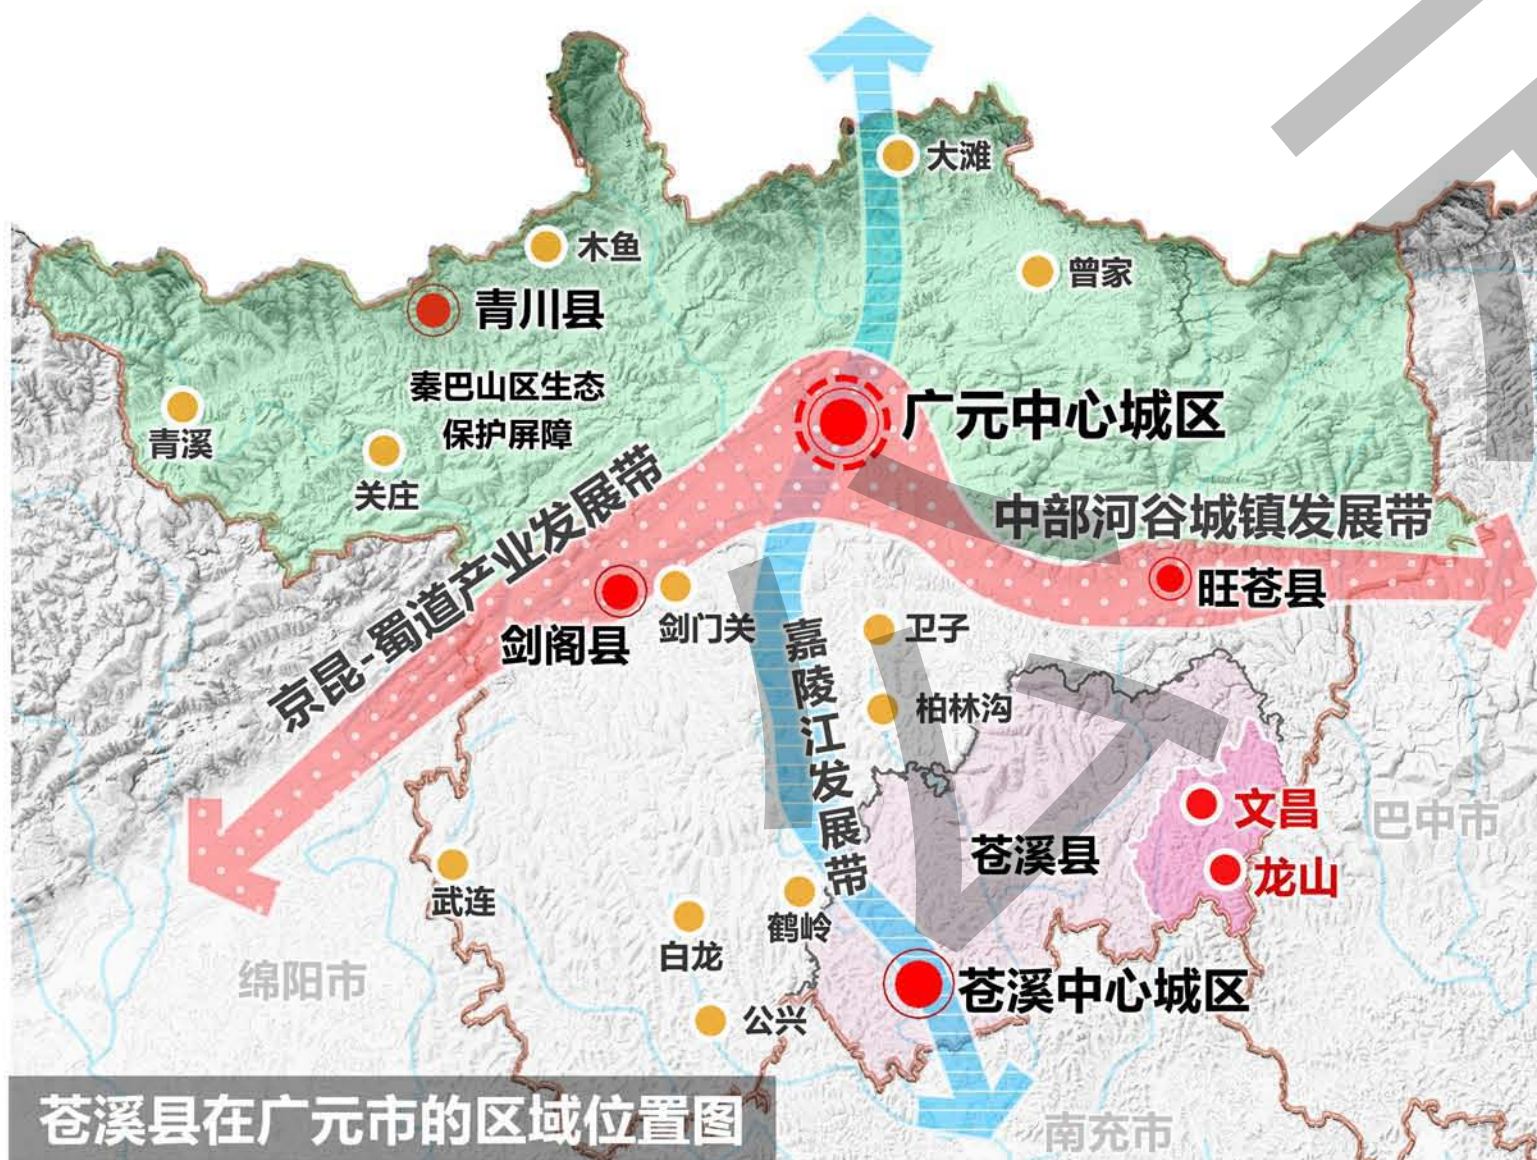 大滩
木鱼
曾家
青川县
秦巴山区生态
保护屏障
青溪
关庄
广元中心城区
京昆-蜀道产业发展带
中部河谷城镇发展带
旺苍县
剑阁县
剑门关
卫子
嘉陵江发展带
柏林沟
文昌
巴中市
苍溪县
龙山
武连
鹤岭
白龙
绵阳市
苍溪中心城区
公兴
苍溪县在广元市的区域位置图
南充市